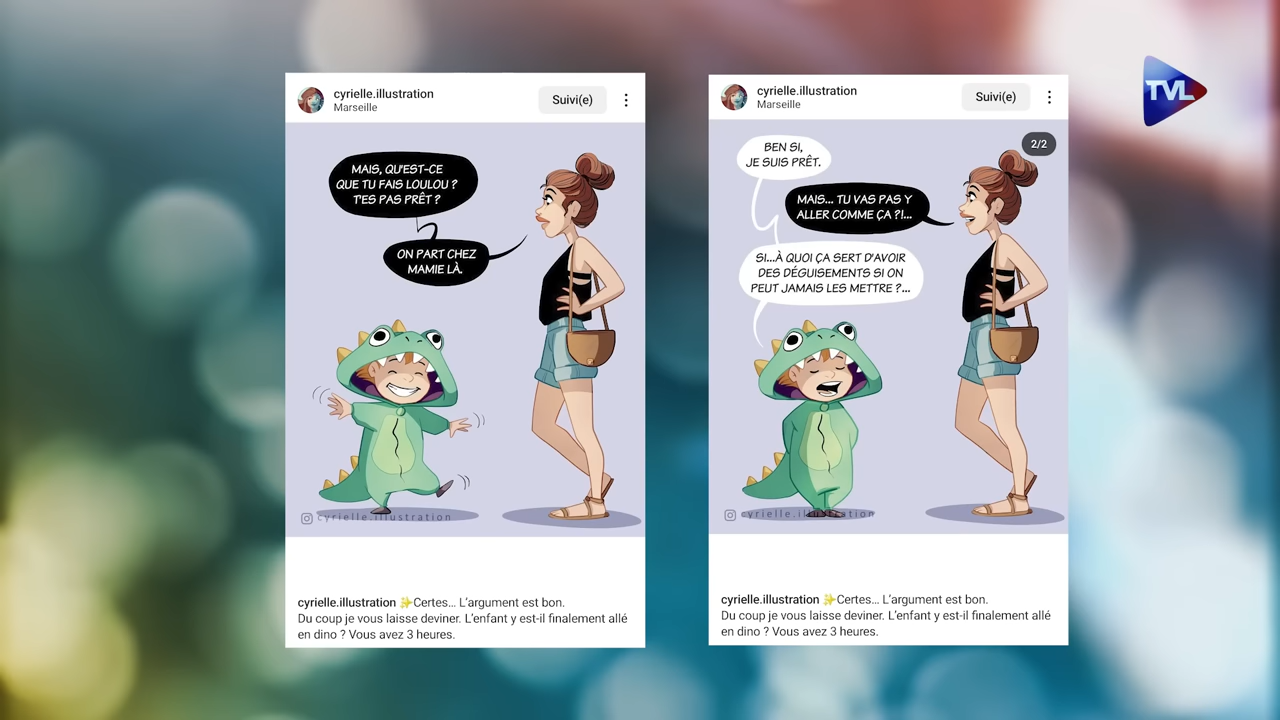 cyrielle.illustration
Marseille
Suivi(e)
MAIS, QU'EST-CE
QUE TU FAIS LOULOU ?
T'ES PAS PRÊT ?
ON PART CHEZ
MAMIE LÀ.
cyrielle.illustration
cyrielle.illustration ✨Certes... L'argument est bon.
Du coup je vous laisse deviner. L'enfant y est-il finalement allé
en dino ? Vous avez 3 heures.
cyrielle.illustration
Marseille
Suivi(e)
2/2
BEN SI,
JE SUIS PRÊT.
MAIS... TU VAS PAS Y
ALLER COMME ÇA ?!...
SI...À QUOI ÇA SERT D'AVOIR
DES DÉGUISEMENTS SI ON
PEUT JAMAIS LES METTRE ?...
cyrielle.illustration
cyrielle.illustration ✨Certes... L'argument est bon.
Du coup je vous laisse deviner. L'enfant y est-il finalement allé
en dino ? Vous avez 3 heures.
TVL